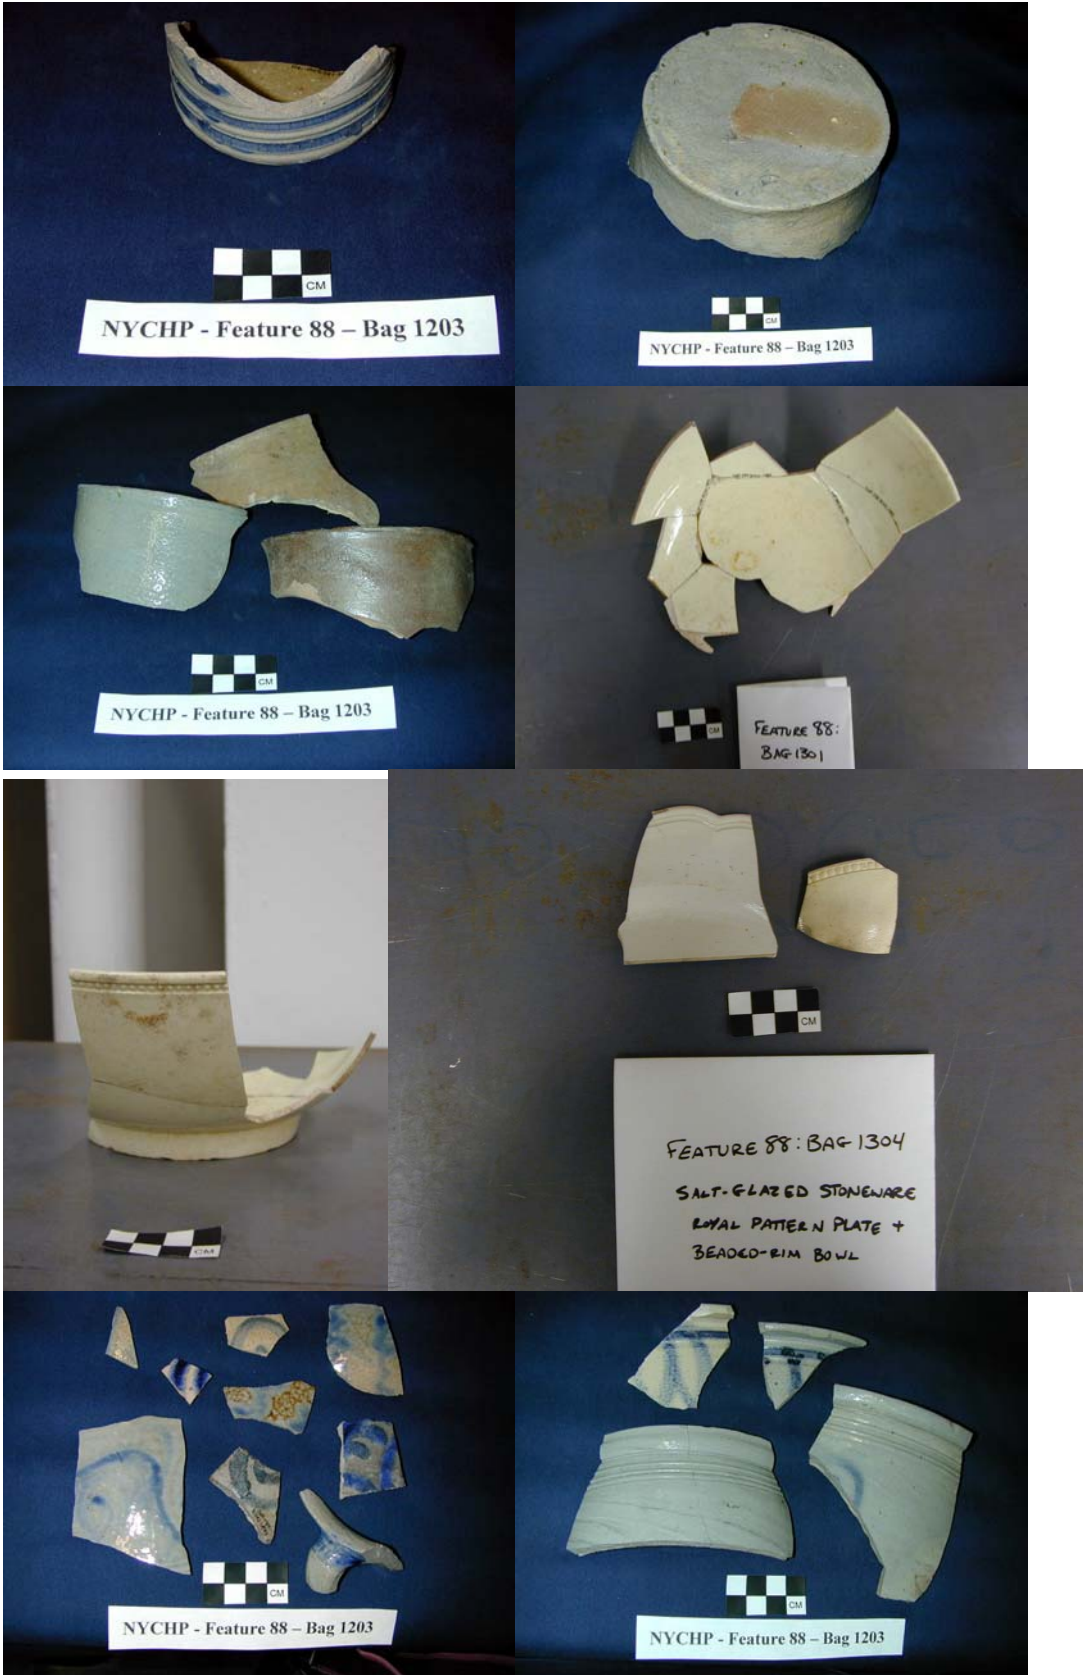 CM
NYCHP - Feature 88 – Bag 1203
CM
NYCHP - Feature 88 – Bag 1203
CM
NYCHP - Feature 88 – Bag 1203
CM
FEATURE 88:
BAG 1301
CM
CM
FEATURE 88: BAG 1304
SALT-GLAZED STONEWARE
ROYAL PATTERN PLATE +
BEADED-RIM BOWL
CM
NYCHP - Feature 88 – Bag 1203
CM
NYCHP - Feature 88 – Bag 1203